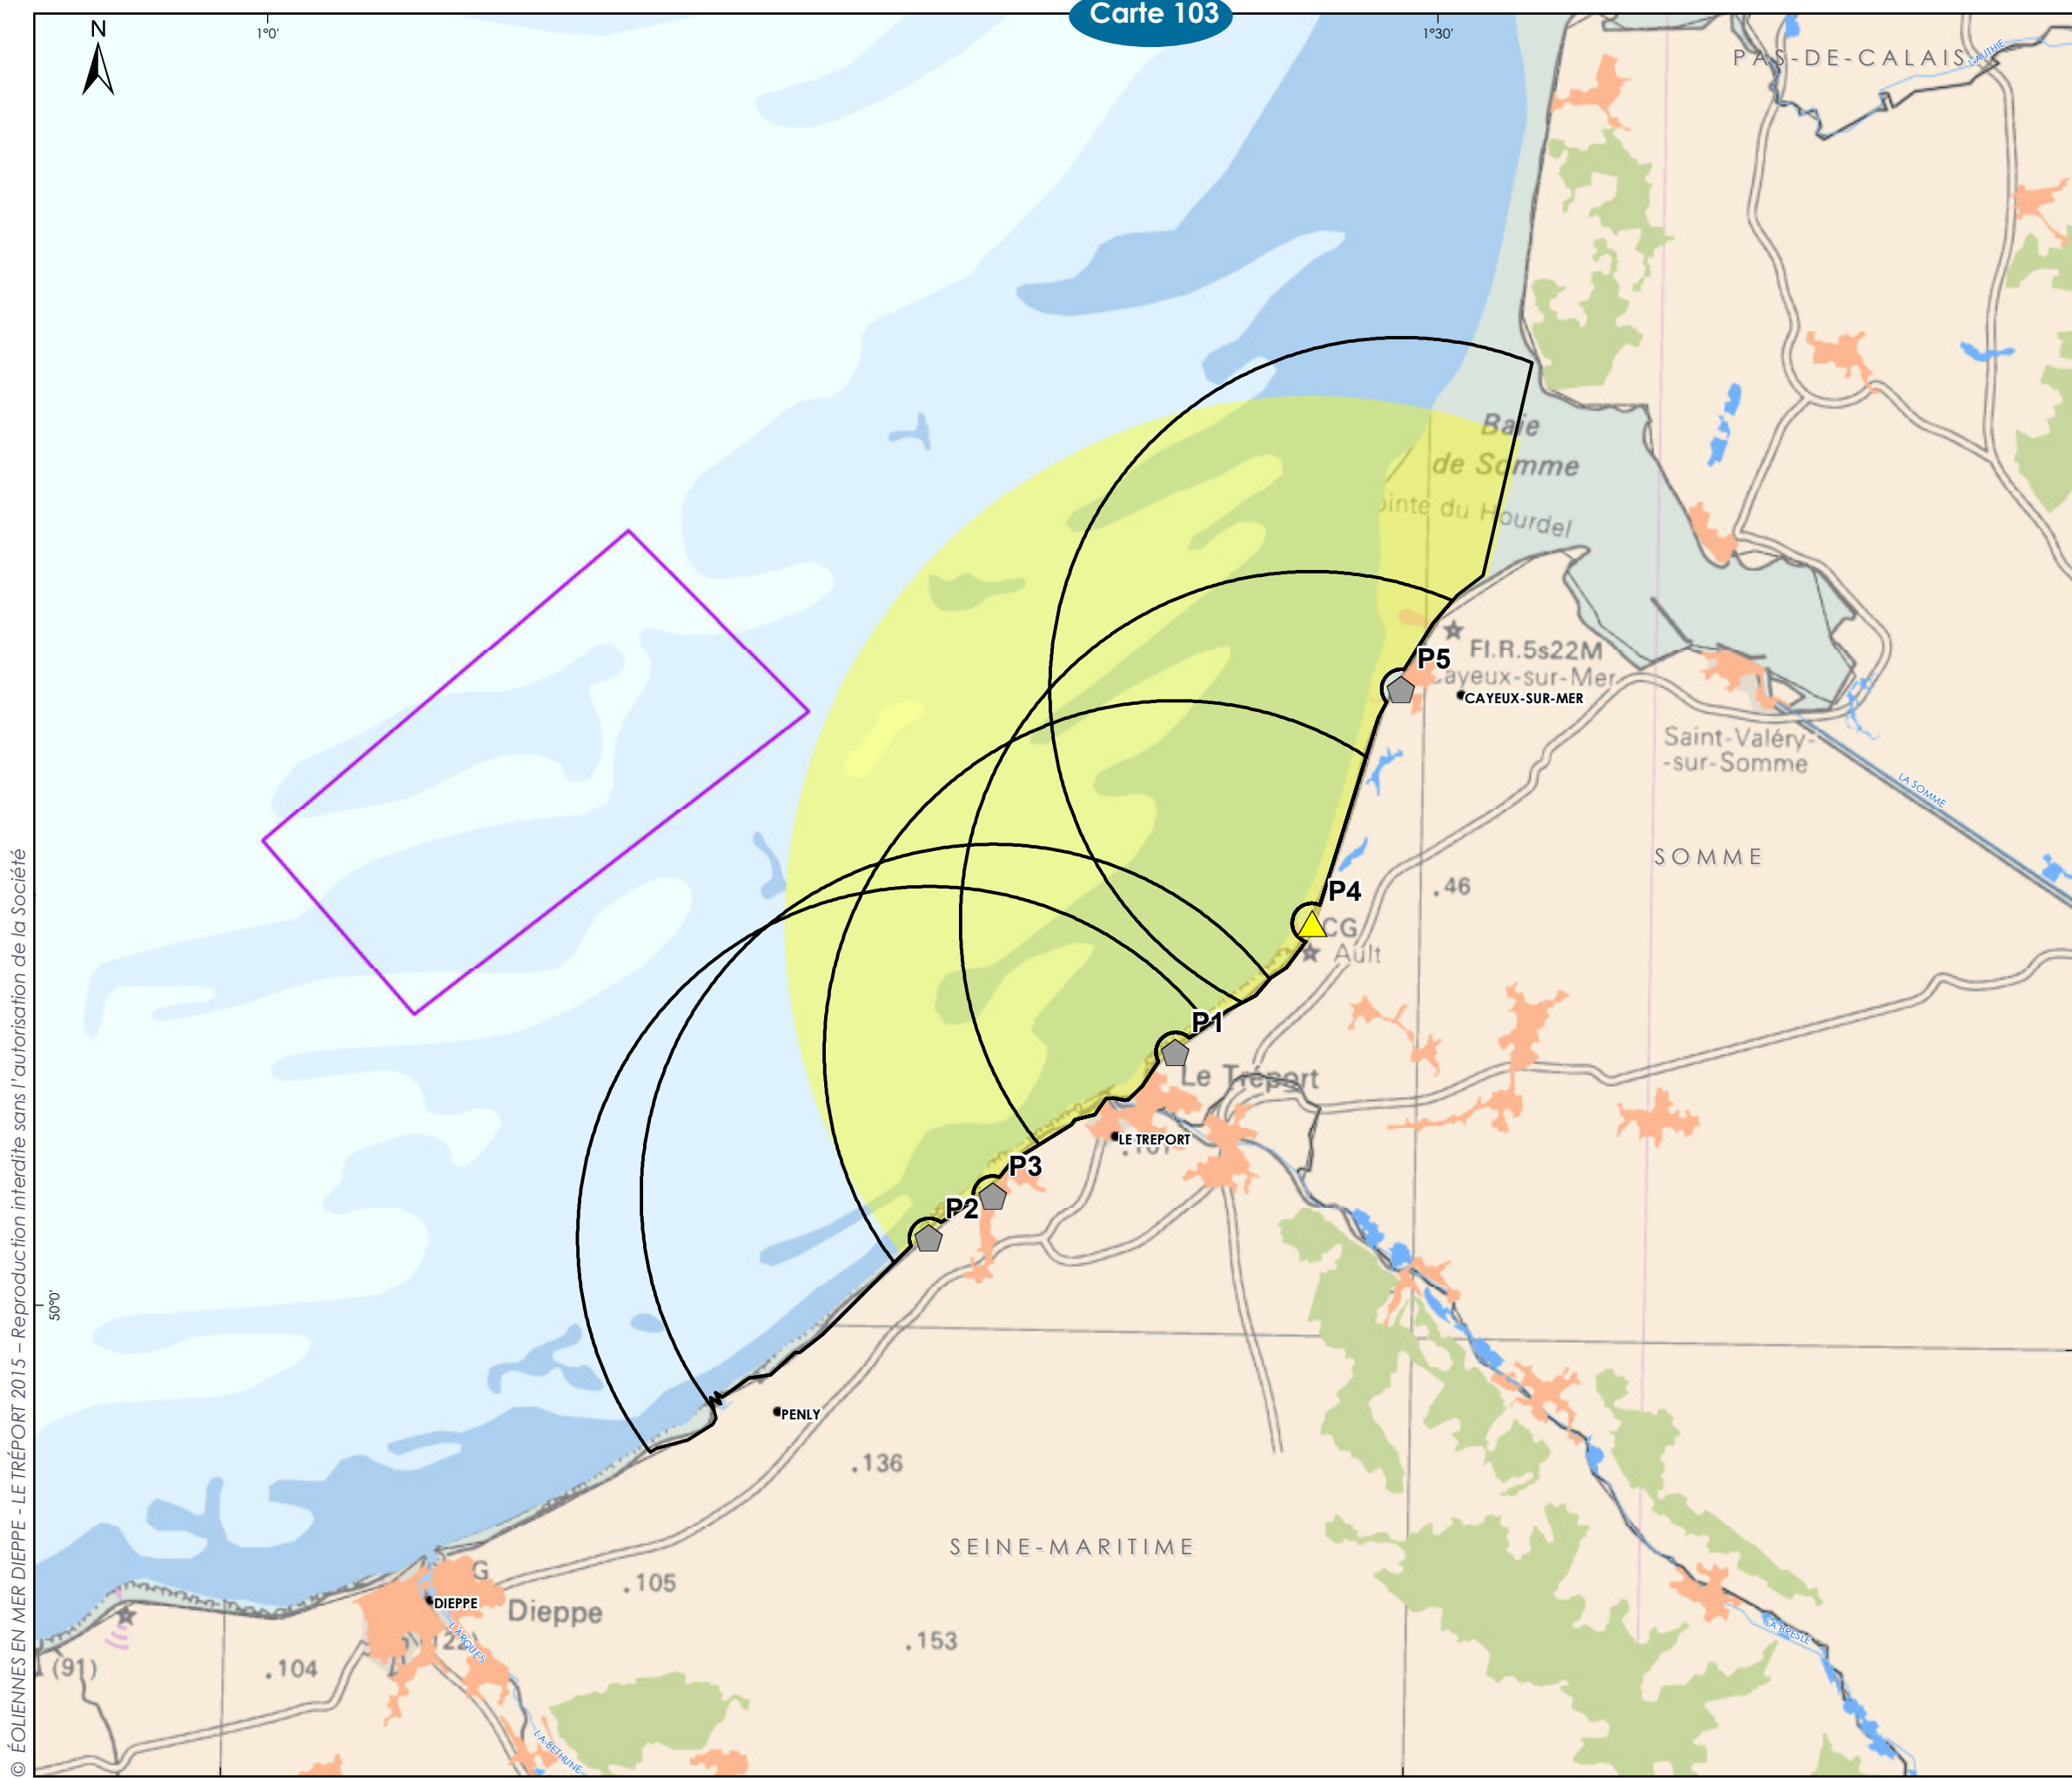 Carte 103
N
1°0'
1°30'
PAS-DE-CALAIS
L'AUTHIE
Baie
de Somme
Pointe du Hourdel
P5
Fl.R.5s22M
Cayeux-sur-Mer
CAYEUX-SUR-MER
Saint-Valéry-
-sur-Somme
LA SOMME
SOMME
P4
.46
CG
Ault
P1
Le Tréport
LE TREPORT
P3
P2
50°0'
PENLY
.136
SEINE-MARITIME
.105
DIEPPE
Dieppe
L'ARQUES
.153
LA BRESLE
(91)
.104
LA BETHUNE
© ÉOLIENNES EN MER DIEPPE - LE TRÉPORT 2015 – Reproduction interdite sans l'autorisation de la Société